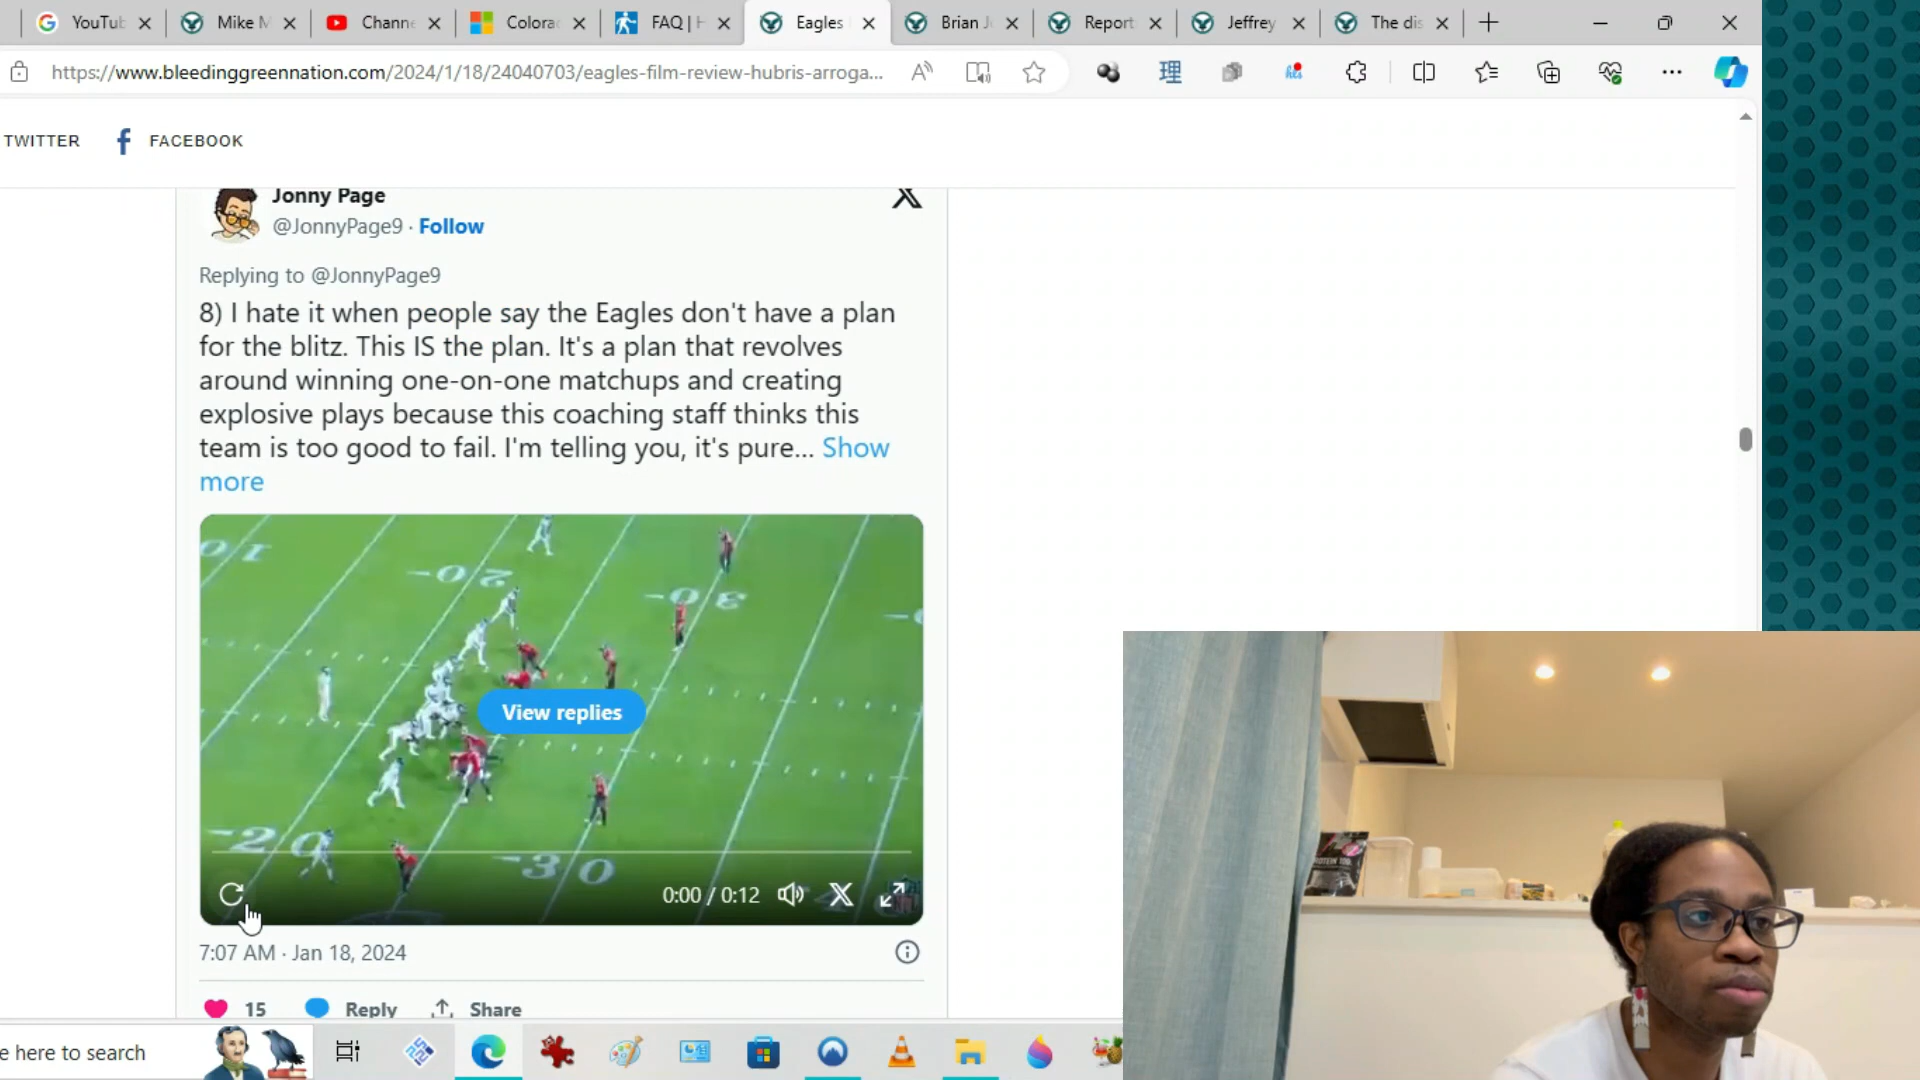 YouTub
Mike M
Channe
Colora
FAQ | H
Eagles
Brian Ju
Report
Jeffrey
The dis
https://www.bleedinggreennation.com/2024/1/18/24040703/eagles-film-review-hubris-arroga...
TWITTER
FACEBOOK
Jonny Page
@JonnyPage9 · Follow
Replying to @JonnyPage9
8) I hate it when people say the Eagles don't have a plan
for the blitz. This IS the plan. It's a plan that revolves
around winning one-on-one matchups and creating
explosive plays because this coaching staff thinks this
team is too good to fail. I'm telling you, it's pure... Show
more
View replies
0:00 / 0:12
7:07 AM · Jan 18, 2024
15 Reply Share
e here to search